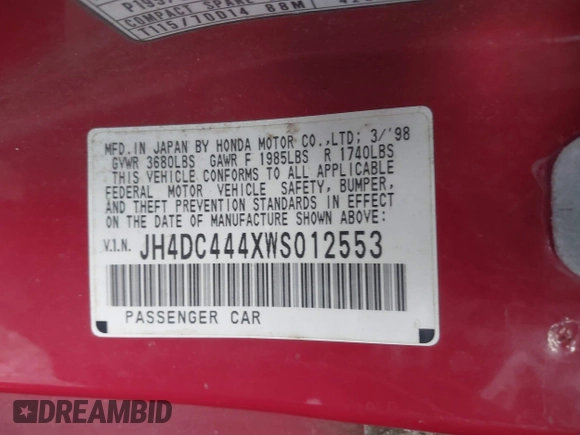 COMPACT SPARE
T115/70D14 88M
MFD. IN JAPAN BY HONDA MOTOR CO.,LTD; 3/'98
GVWR 3680LBS GAWR F 1985LBS R 1740LBS
THIS VEHICLE CONFORMS TO ALL APPLICABLE
FEDERAL MOTOR VEHICLE SAFETY, BUMPER,
AND THEFT PREVENTION STANDARDS IN EFFECT
ON THE DATE OF MANUFACTURE SHOWN ABOVE:
V.I.N. JH4DC444XWS012553
PASSENGER CAR
DREAMBID